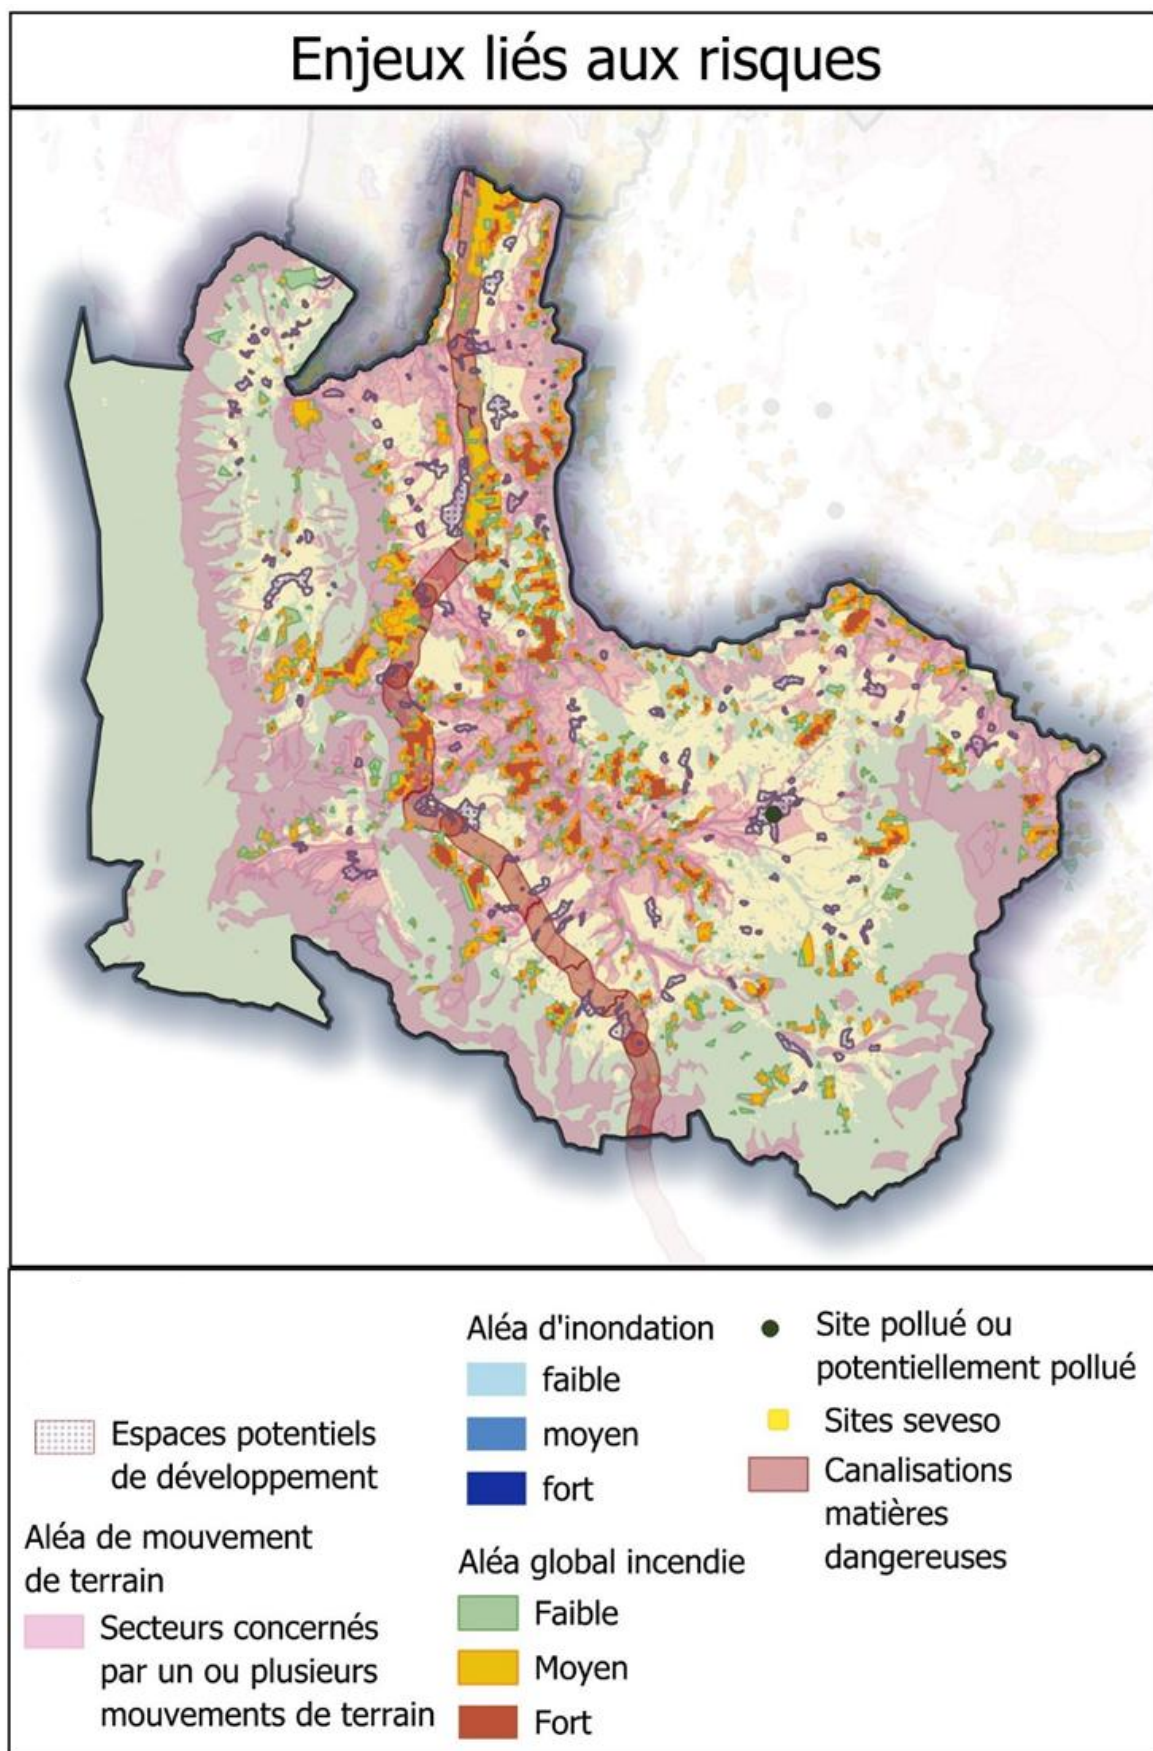 Enjeux liés aux risques
Espaces potentiels
de développement
Aléa de mouvement
de terrain
Secteurs concernés
par un ou plusieurs
mouvements de terrain
Aléa d'inondation
faible
moyen
fort
Aléa global incendie
Faible
Moyen
Fort
Site pollué ou
potentiellement pollué
Sites seveso
Canalisations
matières
dangereuses